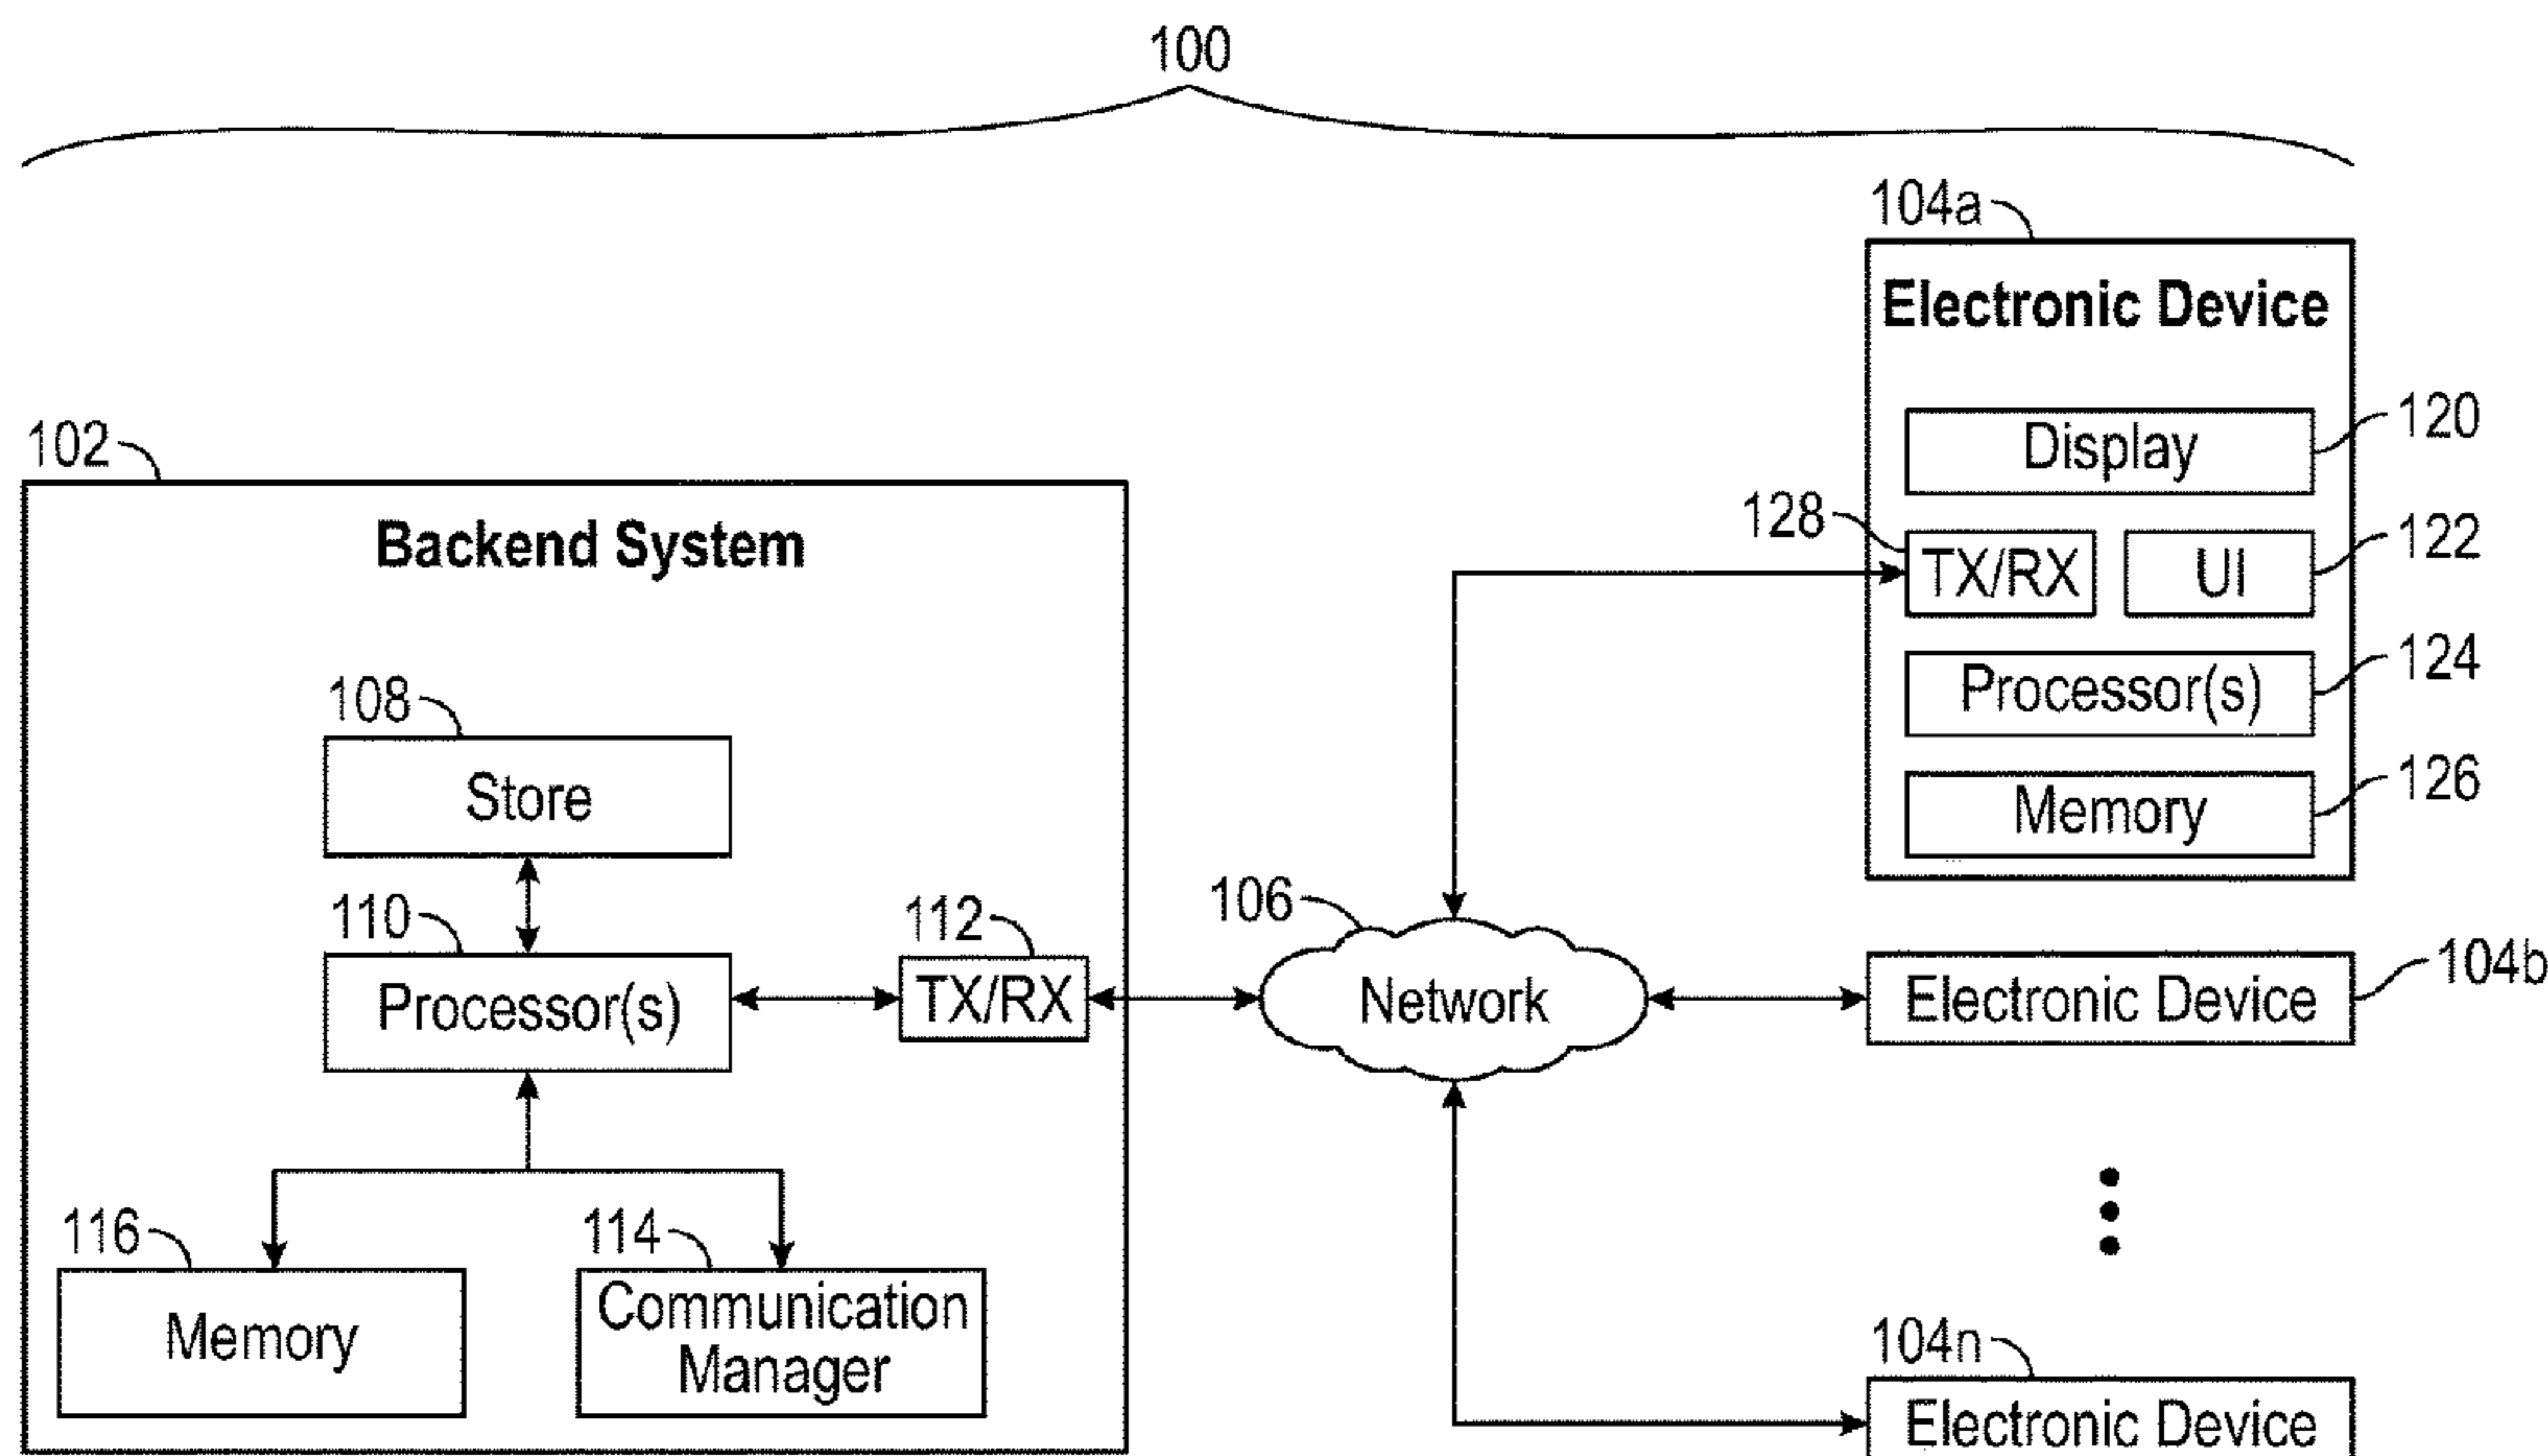 100
104a
Electronic Device
Display
120
128
TX/RX
UI
122
Processor(s)
124
Memory
126
102
Backend System
108
Store
110
Processor(s)
112
TX/RX
116
Memory
114
Communication
Manager
106
Network
Electronic Device
104b
104n
Electronic Device